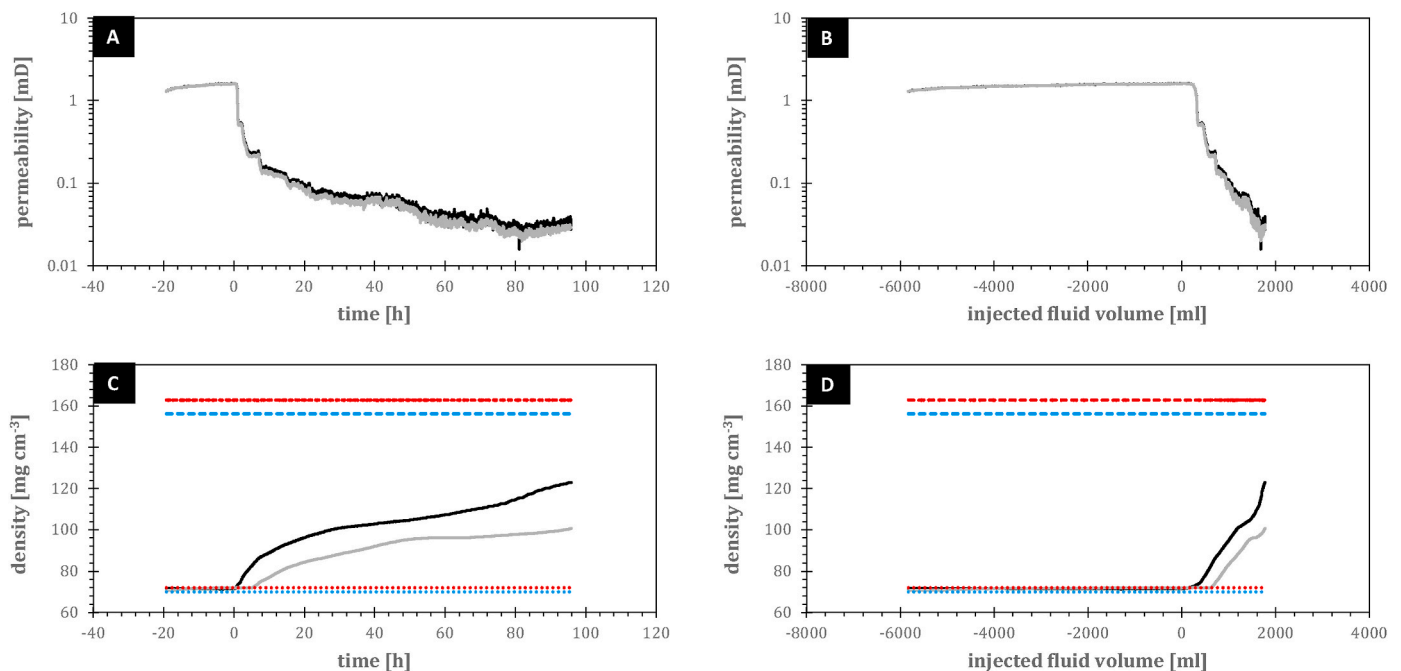 A
permeability [mD]
10
1
0.1
0.01
-40 -20 0 20 40 60 80 100 120
time [h]
B
permeability [mD]
10
1
0.1
0.01
-8000 -6000 -4000 -2000 0 2000 4000
injected fluid volume [ml]
C
density [mg cm-3]
180
160
140
120
100
80
60
-40 -20 0 20 40 60 80 100 120
time [h]
D
density [mg cm-3]
180
160
140
120
100
80
60
-8000 -6000 -4000 -2000 0 2000 4000
injected fluid volume [ml]